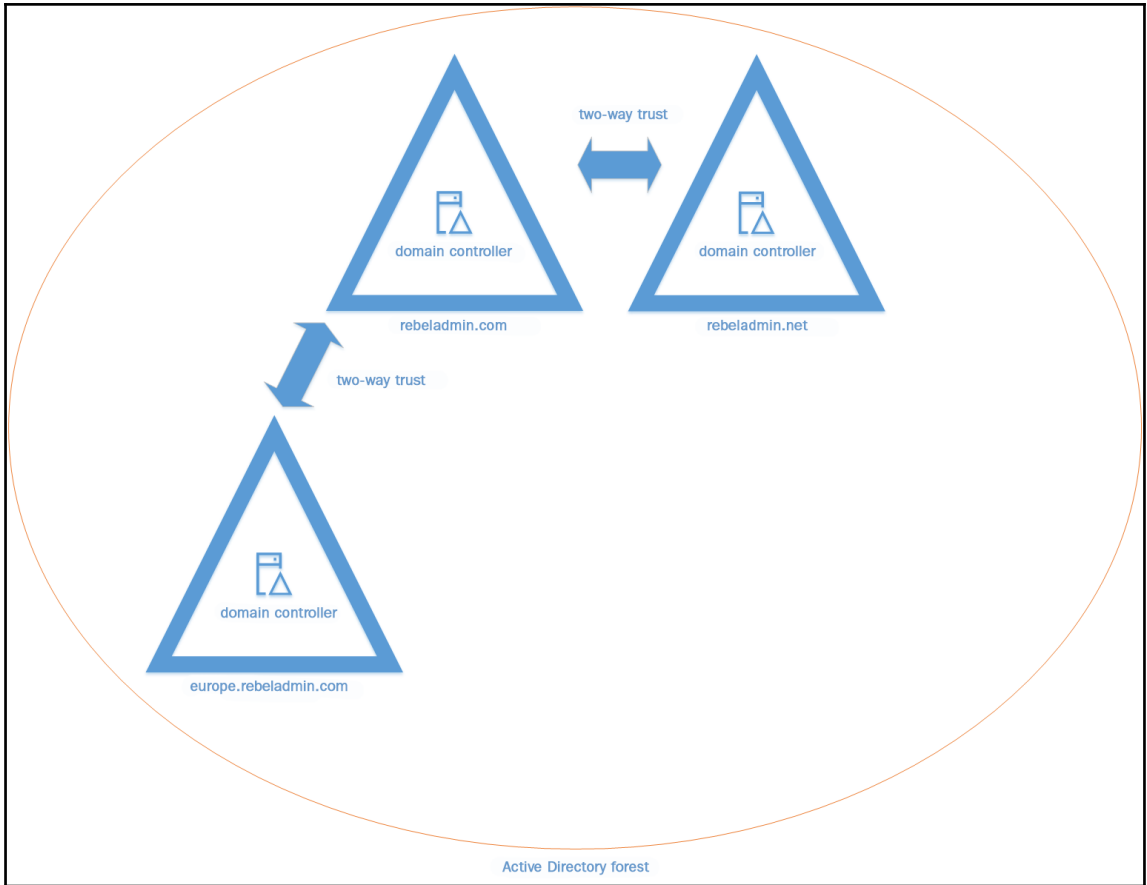 two-way trust
domain controller
domain controller
rebeladmin.com
rebeladmin.net
two-way trust
domain controller
europe.rebeladmin.com
Active Directory forest